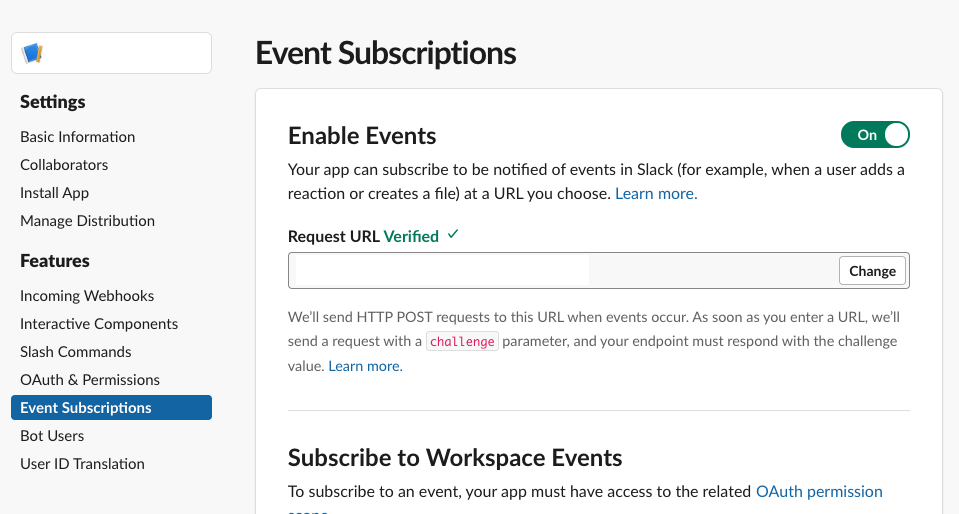 Settings
Basic Information
Collaborators
Install App
Manage Distribution
Features
Incoming Webhooks
Interactive Components
Slash Commands
OAuth & Permissions
Event Subscriptions
Bot Users
User ID Translation
Event Subscriptions
Enable Events
On
Your app can subscribe to be notified of events in Slack (for example, when a user adds a
reaction or creates a file) at a URL you choose. Learn more.
Request URL Verified ✓
Change
We’ll send HTTP POST requests to this URL when events occur. As soon as you enter a URL, we’ll
send a request with a challenge parameter, and your endpoint must respond with the challenge
value. Learn more.
Subscribe to Workspace Events
To subscribe to an event, your app must have access to the related OAuth permission